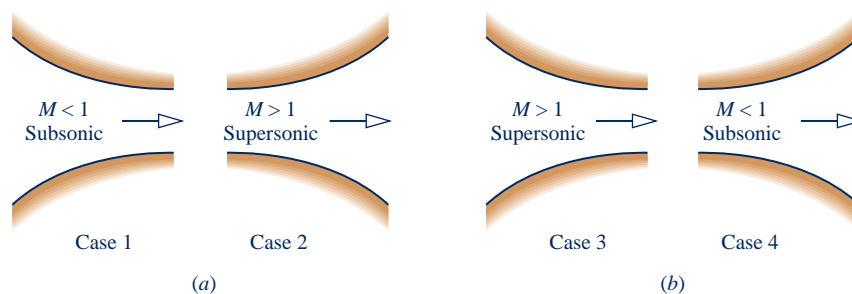 M < 1
Subsonic
M > 1
Supersonic
Case 1
Case 2
(a)
M > 1
Supersonic
M < 1
Subsonic
Case 3
Case 4
(b)